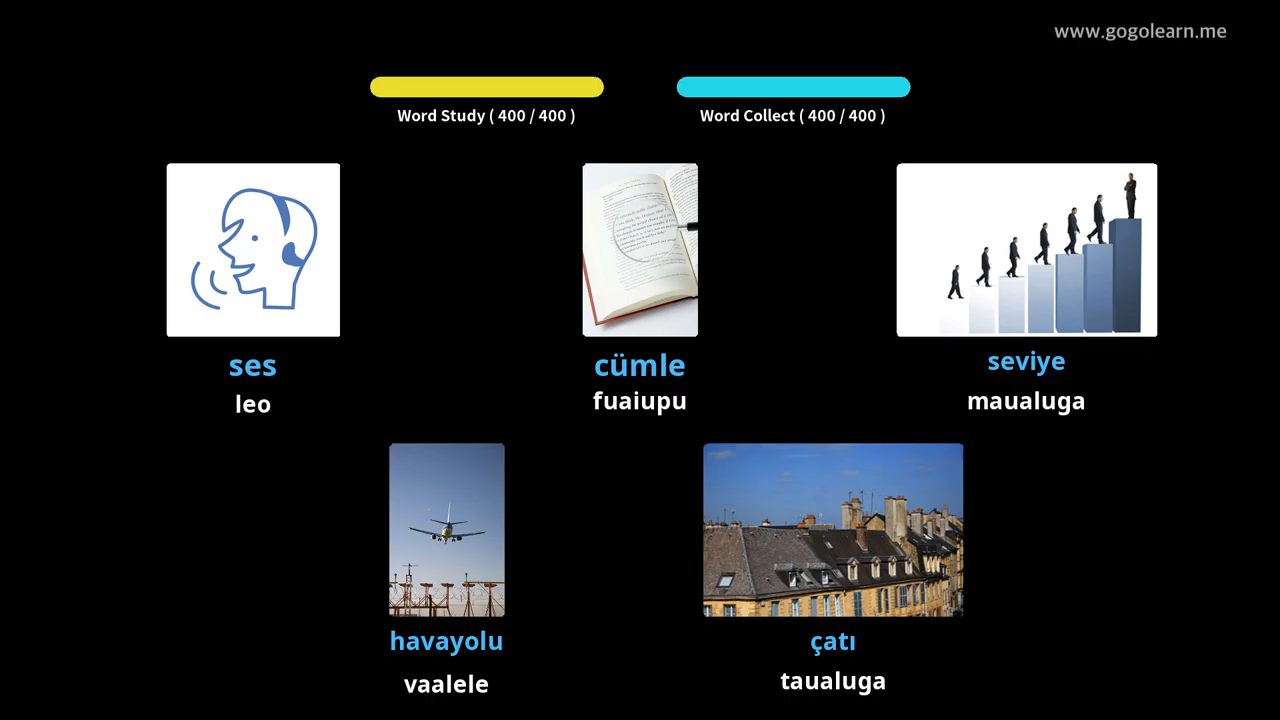 www.gogolearn.me
Word Study ( 400 / 400 )
Word Collect ( 400 / 400 )
ses
leo
cümle
fuaiupu
seviye
maualuga
havayolu
vaalele
çatı
taualuga